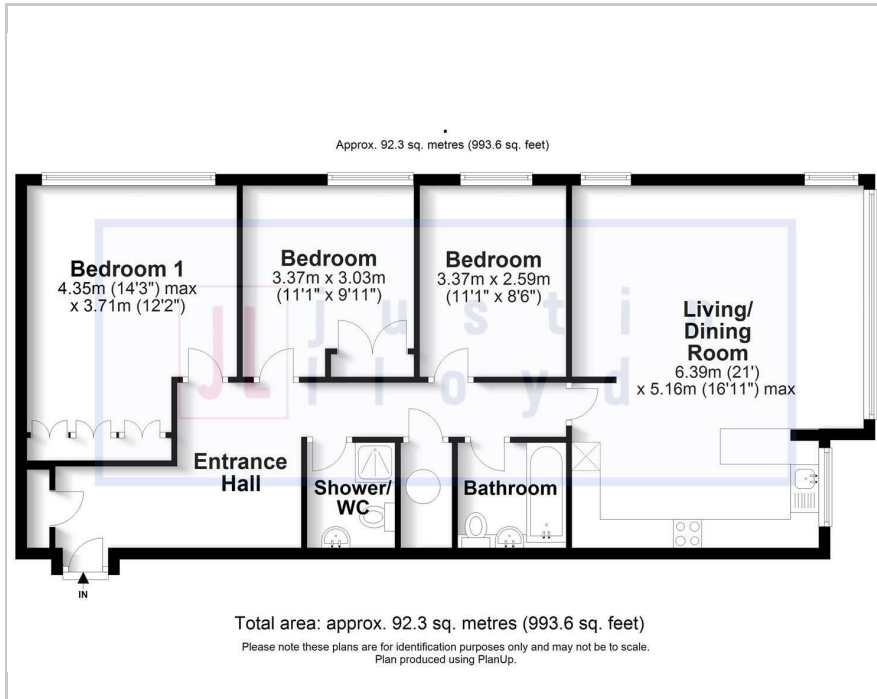 Approx. 92.3 sq. metres (993.6 sq. feet)
Bedroom 1
4.35m (14'3") max
x 3.71m (12'2")
Bedroom
3.37m x 3.03m
(11'1" x 9'11")
Bedroom
3.37m x 2.59m
(11'1" x 8'6")
Living/
Dining
Room
6.39m (21')
x 5.16m (16'11") max
JL justin
lloyd
Entrance
Hall
Shower/
WC
Bathroom
IN
Total area: approx. 92.3 sq. metres (993.6 sq. feet)
Please note these plans are for identification purposes only and may not be to scale.
Plan produced using PlanUp.